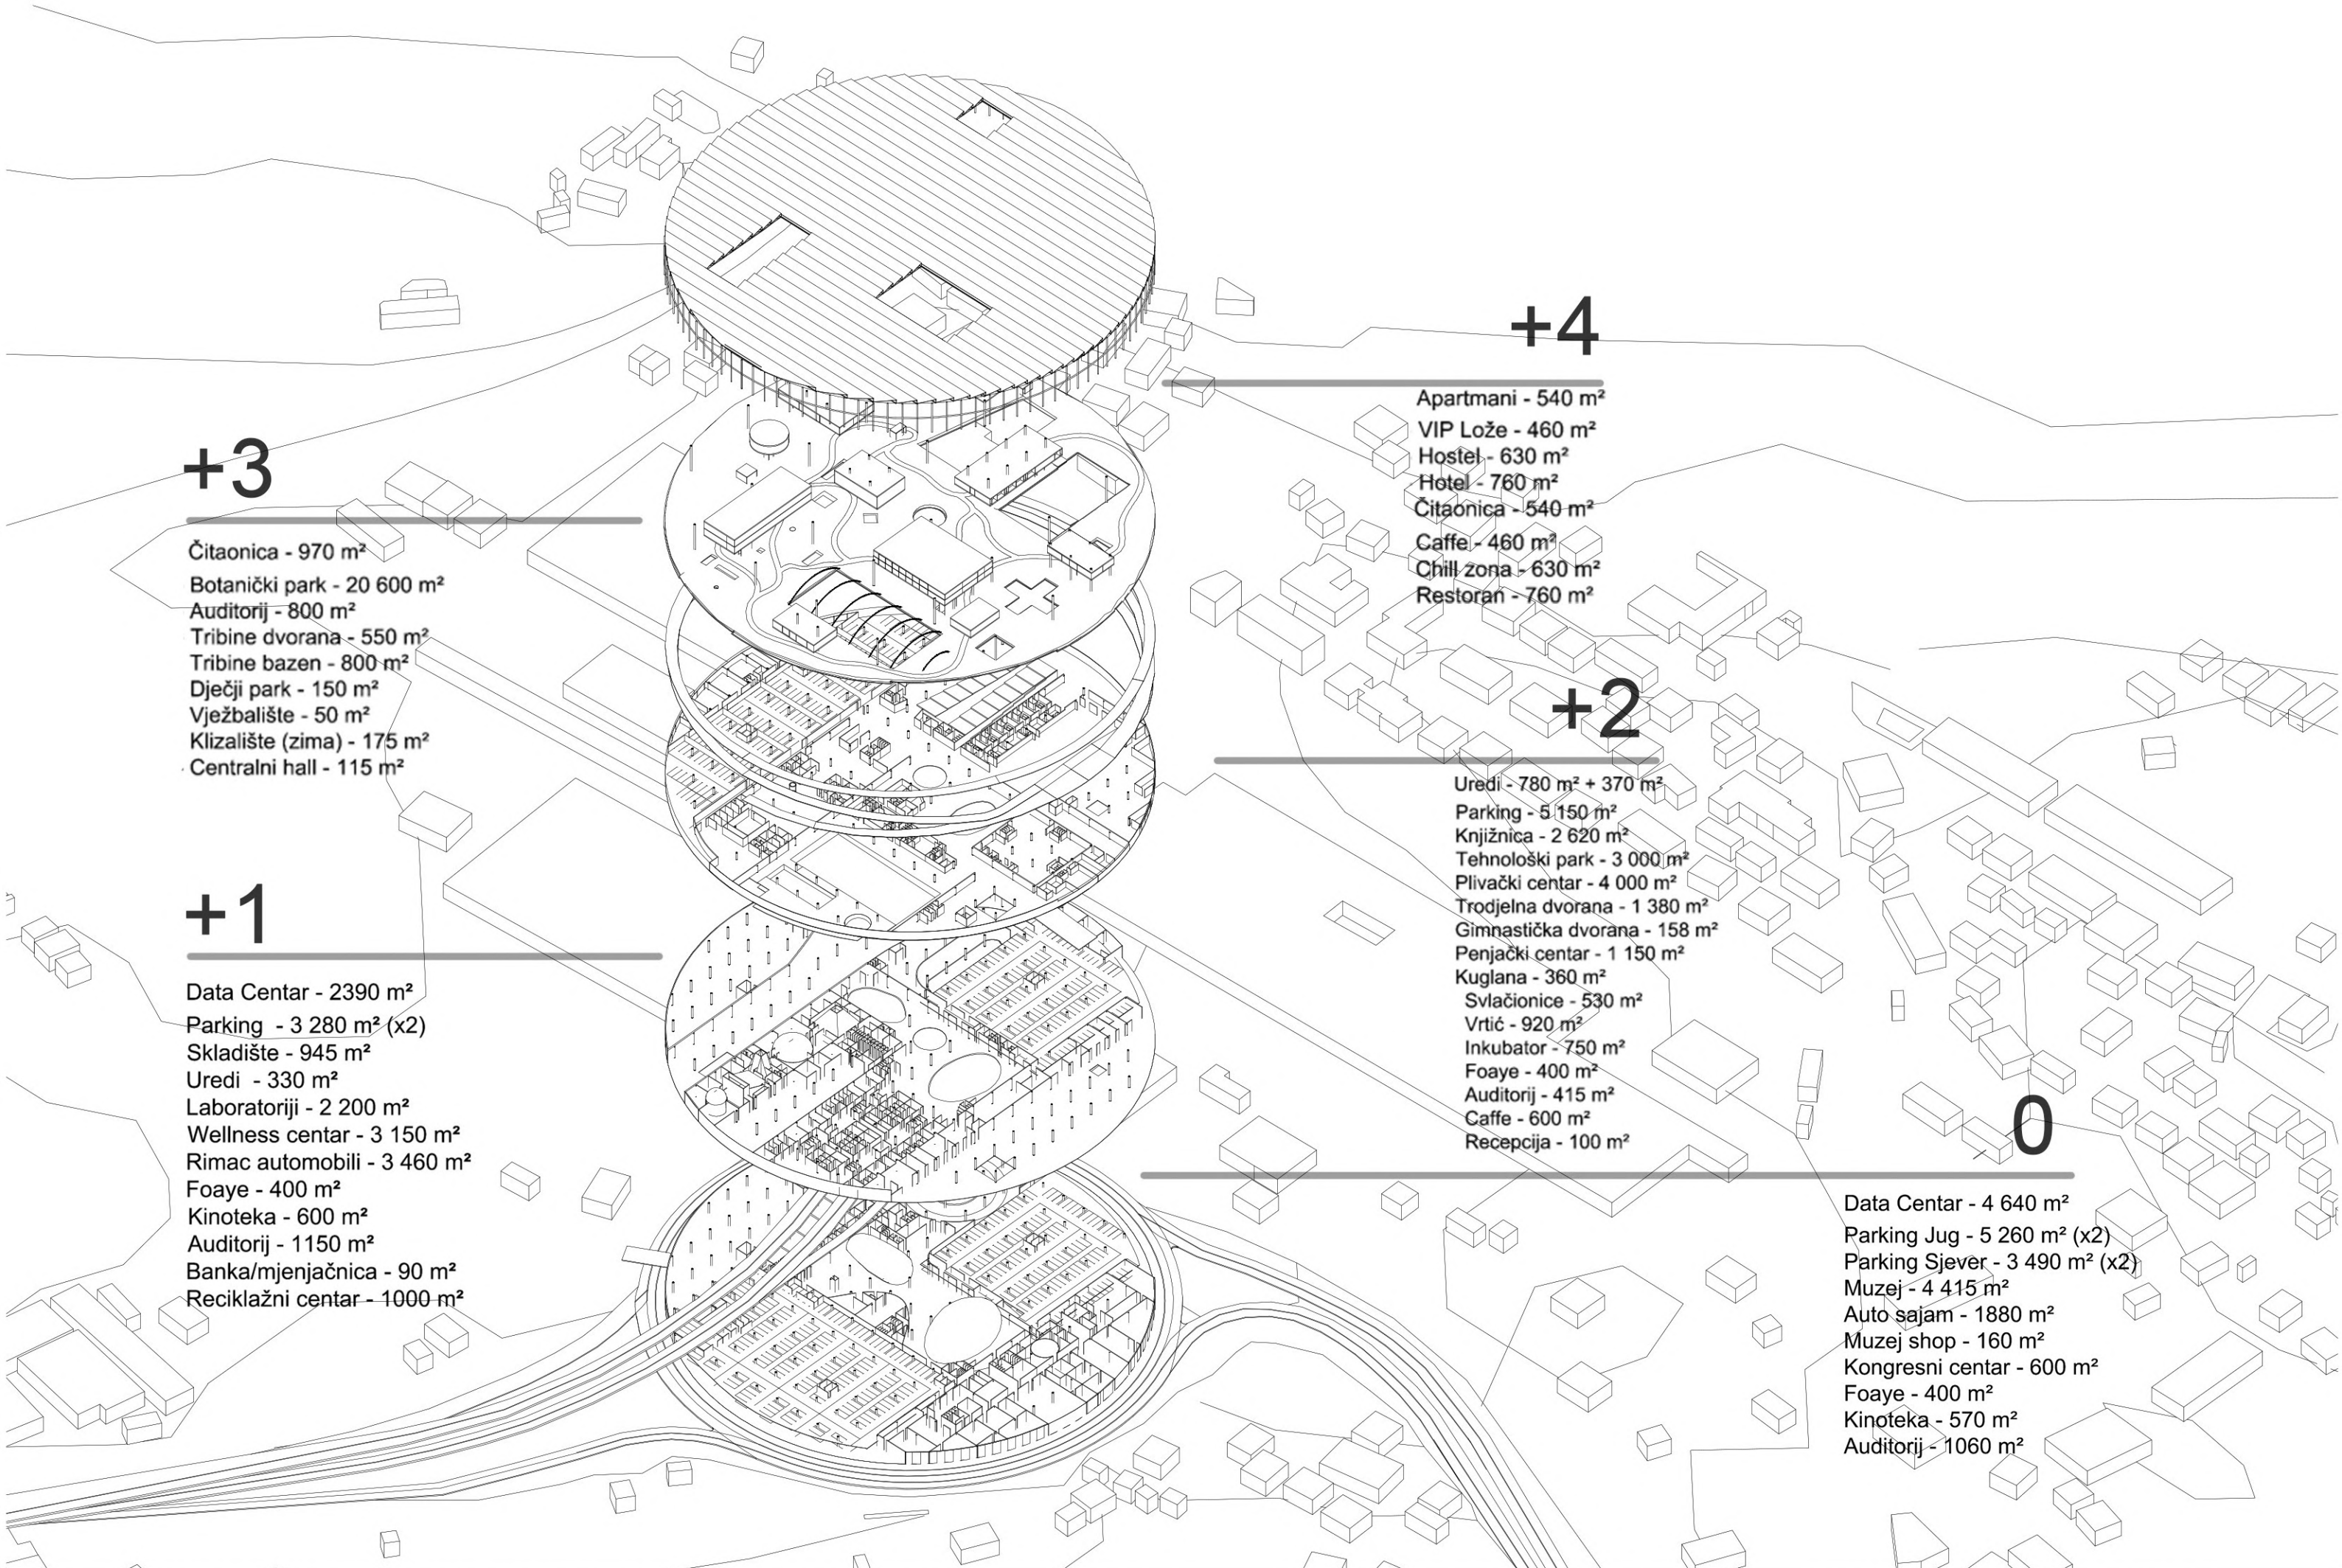 +4
Apartmani - 540 m²
VIP Lože - 460 m²
Hostel - 630 m²
Hotel - 760 m²
Čitaonica - 540 m²
Caffe - 460 m²
Chill zona - 630 m²
Restoran - 760 m²
+3
Čitaonica - 970 m²
Botanički park - 20 600 m²
Auditorij - 800 m²
Tribine dvorana - 550 m²
Tribine bazen - 800 m²
Dječji park - 150 m²
Vježbalište - 50 m²
Klizalište (zima) - 175 m²
Centralni hall - 115 m²
+2
Uredi - 780 m² + 370 m²
Parking - 5 150 m²
Knjižnica - 2 620 m²
Tehnološki park - 3 000 m²
Plivački centar - 4 000 m²
Trodjelna dvorana - 1 380 m²
Gimnastička dvorana - 158 m²
Penjački centar - 1 150 m²
Kuglana - 360 m²
Svlačionice - 530 m²
Vrtić - 920 m²
Inkubator - 750 m²
Foaye - 400 m²
Auditorij - 415 m²
Caffe - 600 m²
Recepcija - 100 m²
+1
Data Centar - 2390 m²
Parking - 3 280 m² (x2)
Skladište - 945 m²
Uredi - 330 m²
Laboratoriji - 2 200 m²
Wellness centar - 3 150 m²
Rimac automobili - 3 460 m²
Foaye - 400 m²
Kinoteka - 600 m²
Auditorij - 1150 m²
Banka/mjenjačnica - 90 m²
Reciklažni centar - 1000 m²
0
Data Centar - 4 640 m²
Parking Jug - 5 260 m² (x2)
Parking Sjever - 3 490 m² (x2)
Muzej - 4 415 m²
Auto sajam - 1880 m²
Muzej shop - 160 m²
Kongresni centar - 600 m²
Foaye - 400 m²
Kinoteka - 570 m²
Auditorij - 1060 m²